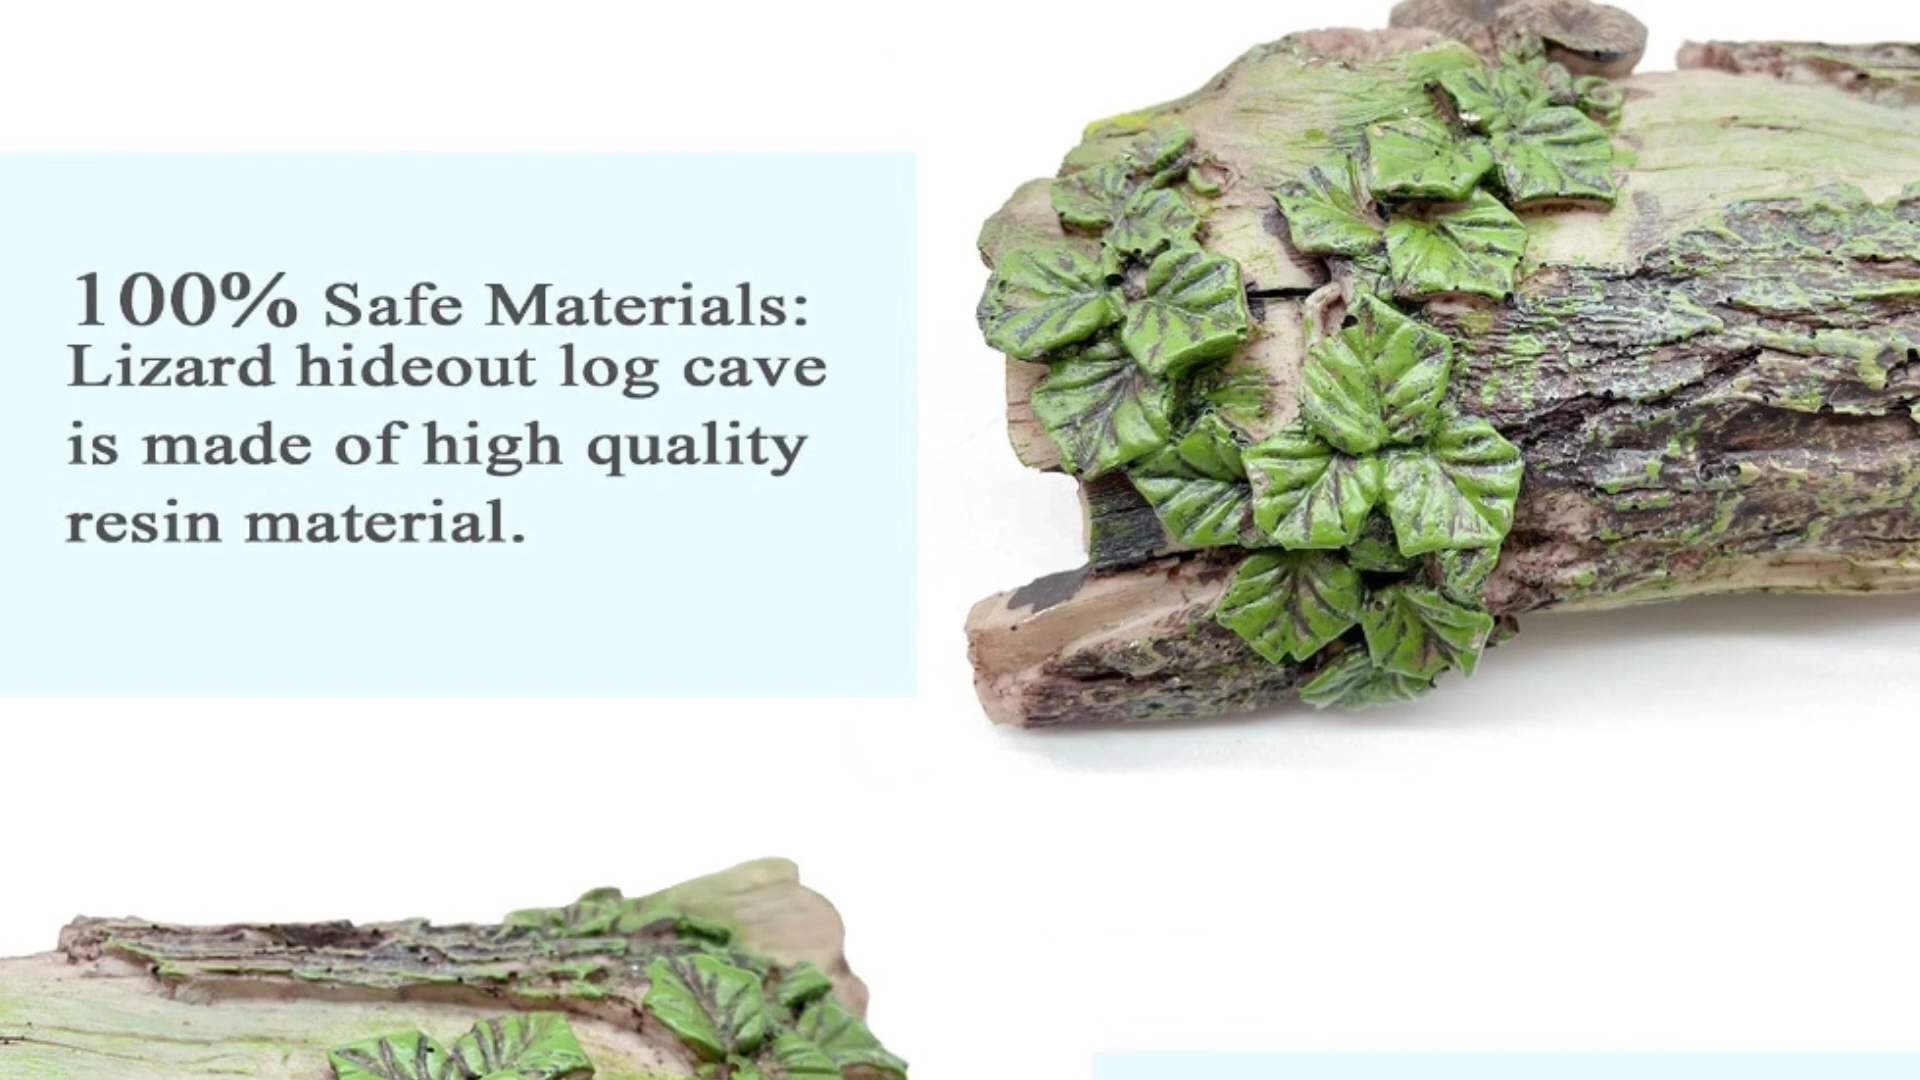 100% Safe Materials:
Lizard hideout log cave
is made of high quality
resin material.